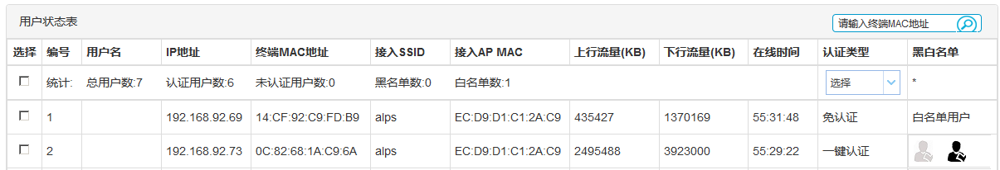 用户状态表 请输入终端MAC地址
选择 编号 用户名 IP地址 终端MAC地址 接入SSID 接入AP MAC 上行流量(KB) 下行流量(KB) 在线时间 认证类型 黑白名单
统计: 总用户数:7 认证用户数:6 未认证用户数:0 黑名单数:0 白名单数:1 选择 *
1 192.168.92.69 14:CF:92:C9:FD:B9 alps EC:D9:D1:C1:2A:C9 435427 1370169 55:31:48 免认证 白名单用户
2 192.168.92.73 0C:82:68:1A:C9:6A alps EC:D9:D1:C1:2A:C9 2495488 3923000 55:29:22 一键认证